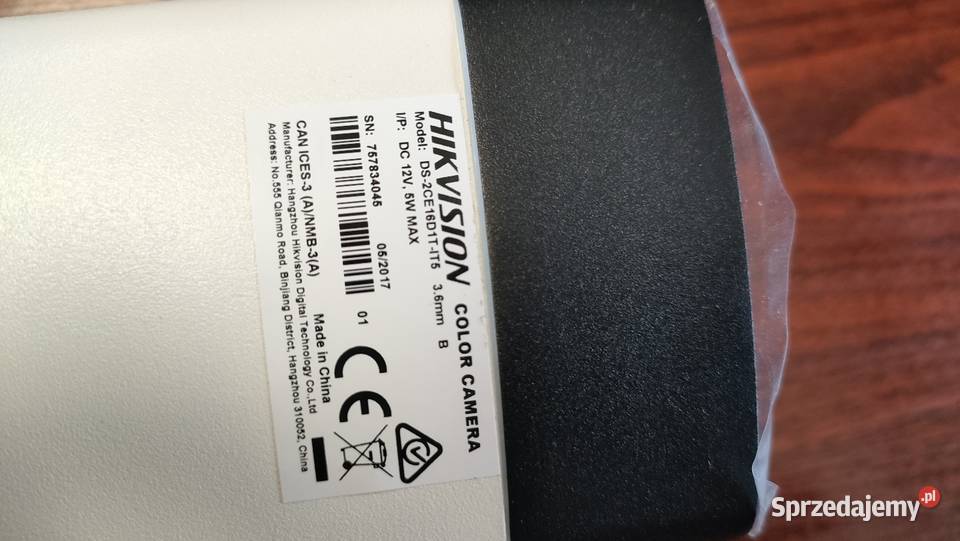 HIKVISION COLOR CAMERA
Model: DS-2CE16D1T-IT5 3.6mm B
I/P: DC 12V, 5W MAX
05/2017
SN: 757834045
01
CAN ICES-3 (A)/NMB-3(A) Made in China
Manufacturer: Hangzhou Hikvision Digital Technology Co.,Ltd
Address: No.555 Qianmo Road, Binjiang District, Hangzhou 310052, China
CE
Sprzedajemy.pl